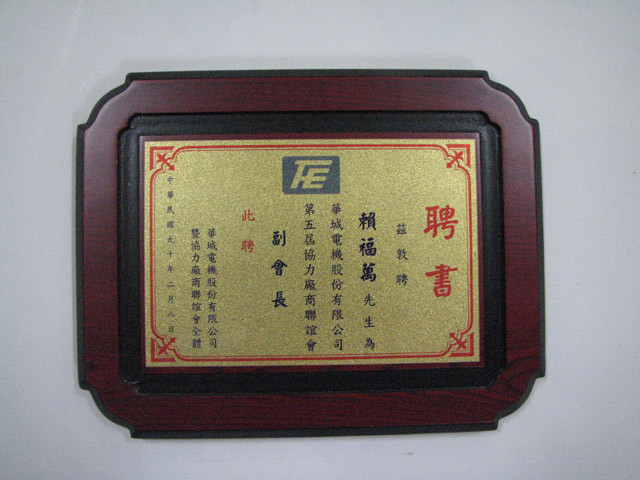 聘書
茲敦聘
賴福萬先生為
華城電機股份有限公司
第五屆協力廠商聯誼會
副會長
此聘
華城電機股份有限公司
暨協力廠商聯誼會全體
中華民國九十年二月八日
FE